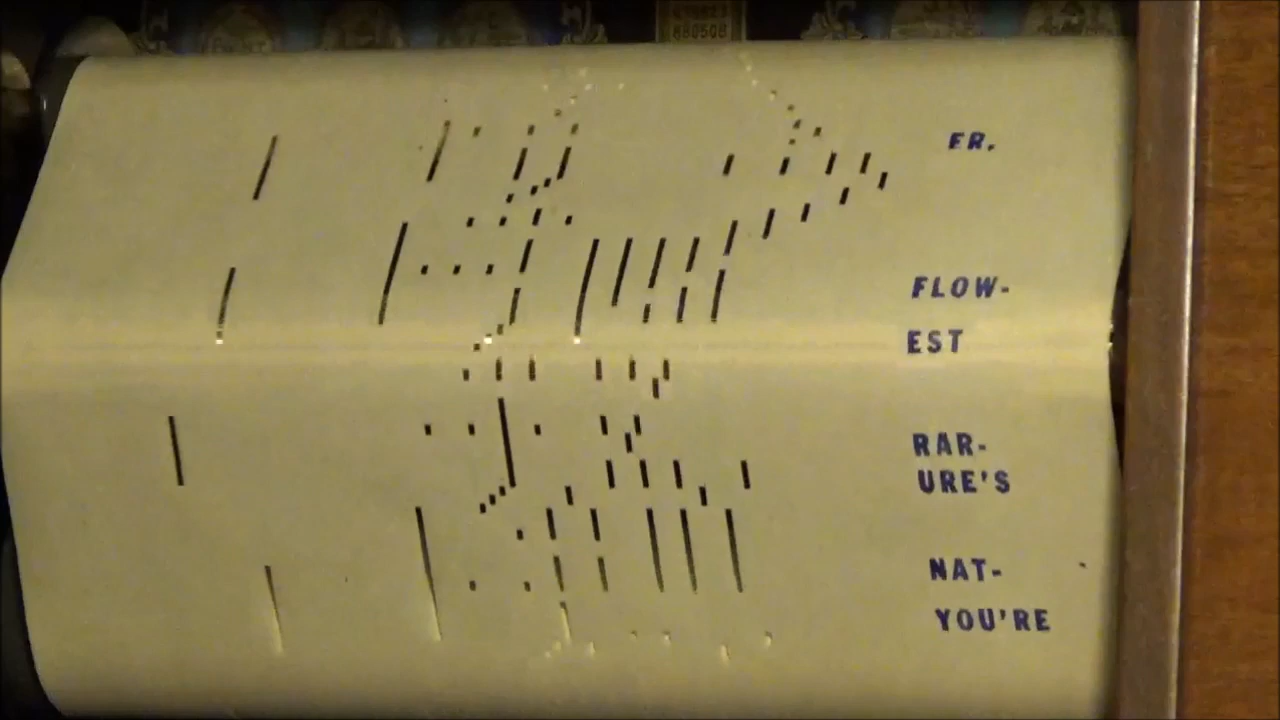 ER,
FLOW-
EST
RAR-
URE'S
NAT-
YOU'RE